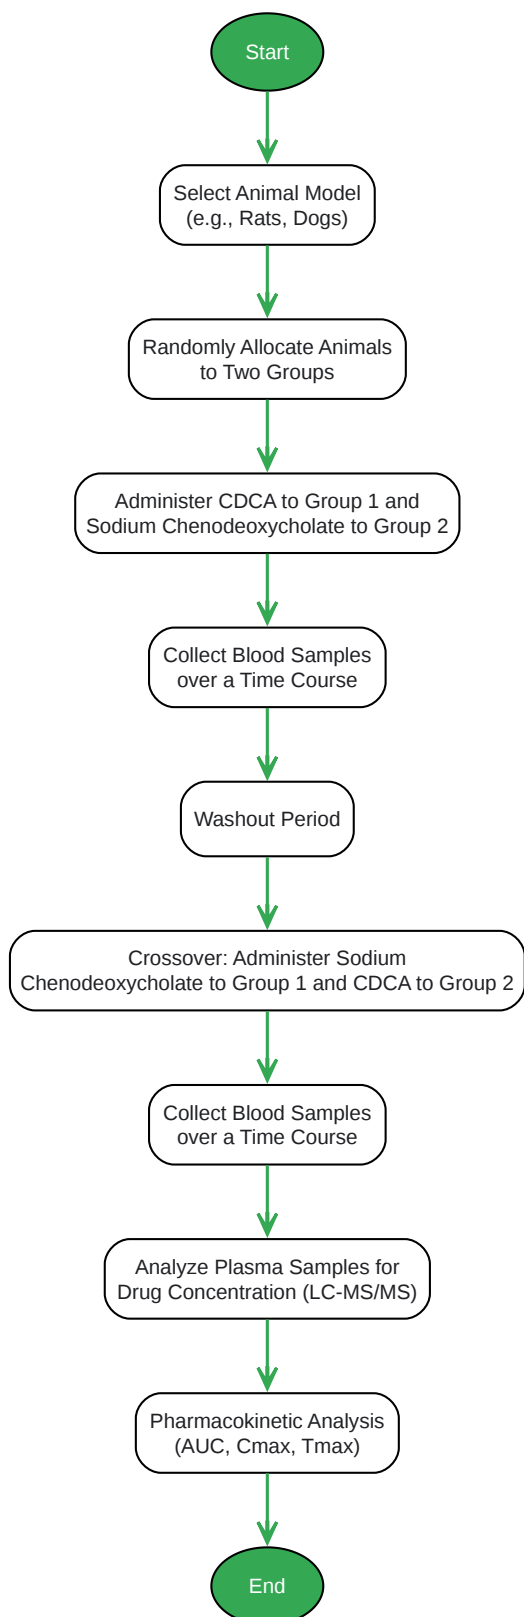 Start
Select Animal Model
(e.g., Rats, Dogs)
Randomly Allocate Animals
to Two Groups
Administer CDCA to Group 1 and
Sodium Chenodeoxycholate to Group 2
Collect Blood Samples
over a Time Course
Washout Period
Crossover: Administer Sodium
Chenodeoxycholate to Group 1 and CDCA to Group 2
Collect Blood Samples
over a Time Course
Analyze Plasma Samples for
Drug Concentration (LC-MS/MS)
Pharmacokinetic Analysis
(AUC, Cmax, Tmax)
End